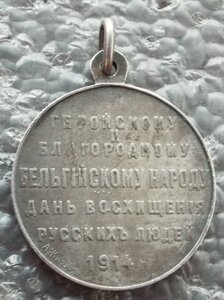 ГЕРОЙСКОМУ
И
БЛАГОРОДНОМУ
БЕЛЬГІЙСКОМУ НАРОДУ
ДАНЬ ВОСХИЩЕНІЯ
РУССКИХЪ ЛЮДЕЙ
1914 г.